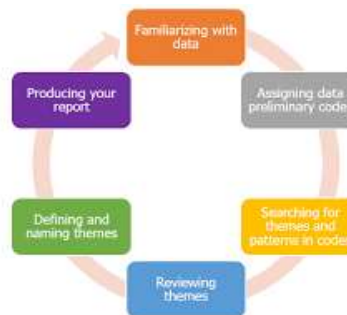 Familiarizing with
data
Assigning data
preliminary code
Searching for
themes and
patterns in code
Reviewing
themes
Defining and
naming themes
Producing your
report